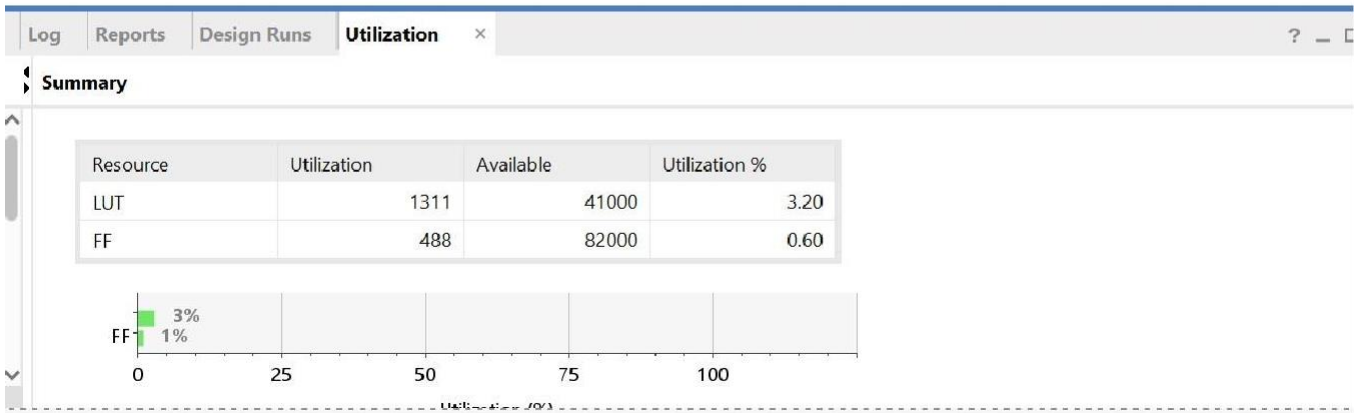 Log Reports Design Runs Utilization × ?
Summary
Resource Utilization Available Utilization %
LUT 1311 41000 3.20
FF 488 82000 0.60
3%
FF 1%
0 25 50 75 100
Utilization (%)